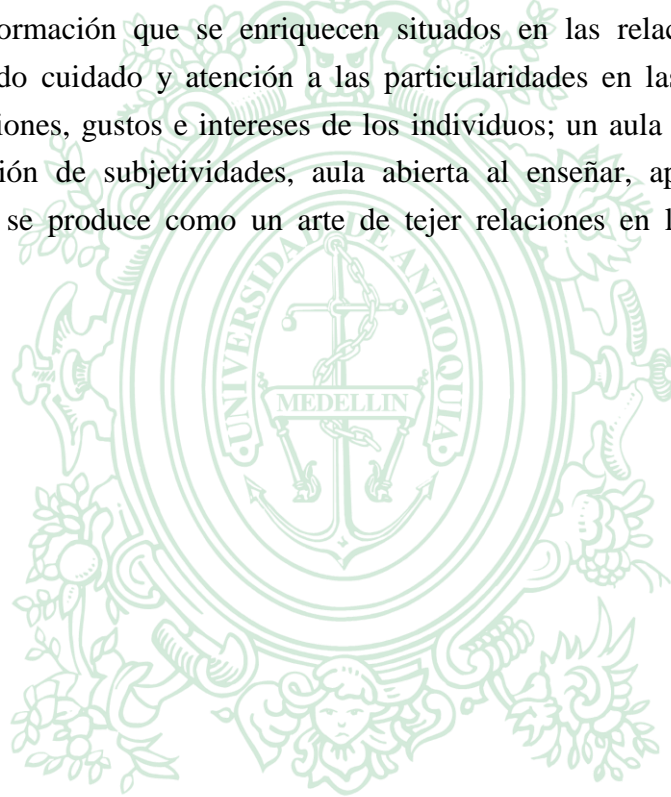 ormación que se enriquecen situados en las relac
do cuidado y atención a las particularidades en las
iones, gustos e intereses de los individuos; un aula
ión de subjetividades, aula abierta al enseñar, ap
se produce como un arte de tejer relaciones en l
UNIVERSIDAD DE ANTIOQUIA
MEDELLIN